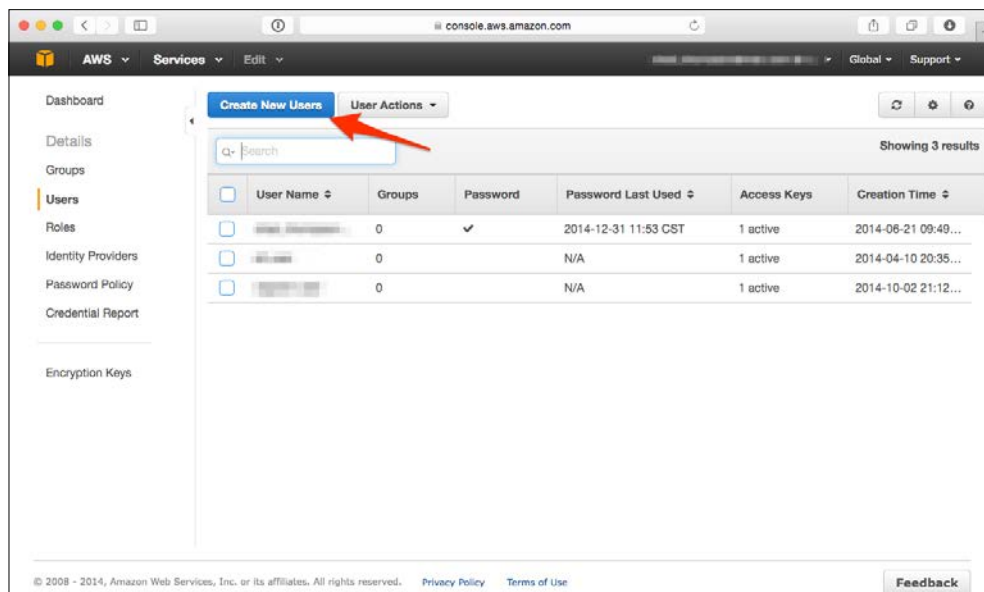 console.aws.amazon.com
AWS Services Edit Global Support
Dashboard
Details
Groups
Users
Roles
Identity Providers
Password Policy
Credential Report
Encryption Keys
Create New Users User Actions
Search
Showing 3 results
User Name Groups Password Password Last Used Access Keys Creation Time
0 2014-12-31 11:53 CST 1 active 2014-06-21 09:49...
0 N/A 1 active 2014-04-10 20:35...
0 N/A 1 active 2014-10-02 21:12...
© 2008 - 2014, Amazon Web Services, Inc. or its affiliates. All rights reserved. Privacy Policy Terms of Use Feedback